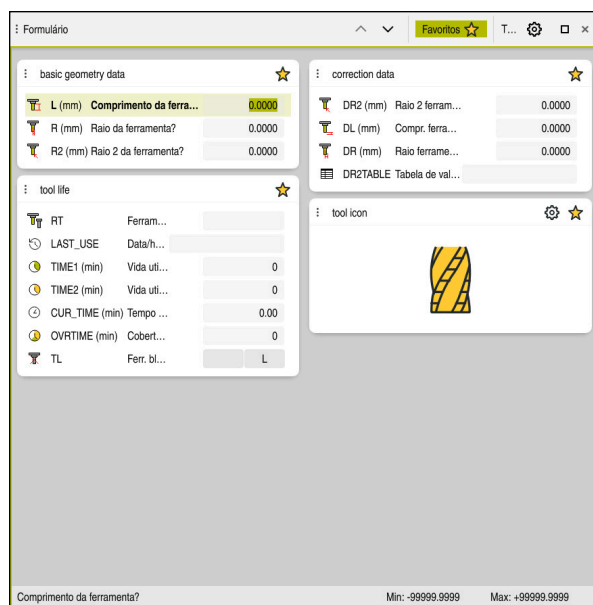 Formulário
Favoritos T...
basic geometry data
L (mm) Comprimento da ferra... 0.0000
R (mm) Raio da ferramenta? 0.0000
R2 (mm) Raio 2 da ferramenta? 0.0000
tool life
RT Ferram...
LAST_USE Data/h...
TIME1 (min) Vida uti... 0
TIME2 (min) Vida uti... 0
CUR_TIME (min) Tempo ... 0.00
OVRTIME (min) Cobert... 0
TL Ferr. bl... L
correction data
DR2 (mm) Raio 2 ferram... 0.0000
DL (mm) Compr. ferra... 0.0000
DR (mm) Raio ferrame... 0.0000
DR2TABLE Tabela de val...
tool icon
Comprimento da ferramenta? Min: -99999.9999 Max: +99999.9999